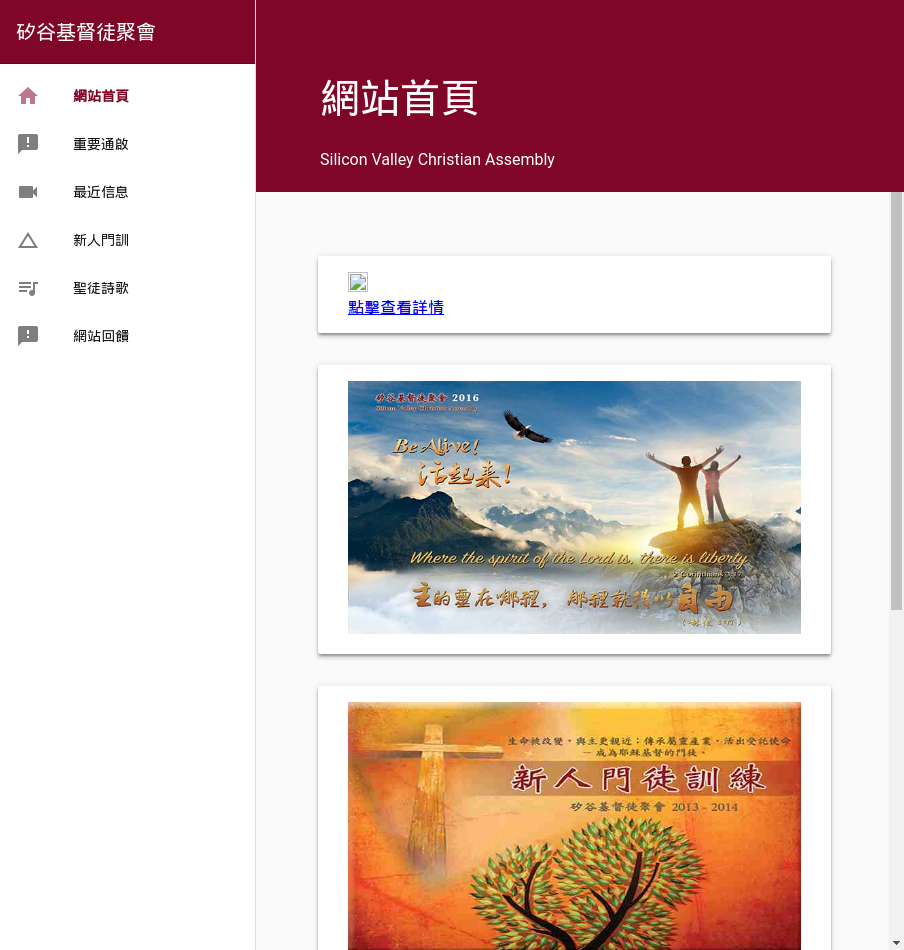 矽谷基督徒聚會
網站首頁
重要通啟
最近信息
新人門訓
聖徒詩歌
網站回饋
網站首頁
Silicon Valley Christian Assembly
點擊查看詳情
矽谷基督徒聚會 2016
Silicon Valley Christian Assembly
Be Alive!
活起来!
Where the spirit of the Lord is, there is liberty
2 Corinthians 3:17
主的靈在哪裡，那裡就得以自由
生命被改變，與主更親近；傳承屬靈產業，活出受託使命
— 成為耶穌基督的門徒。
新人門徒訓練
矽谷基督徒聚會 2013 - 2014